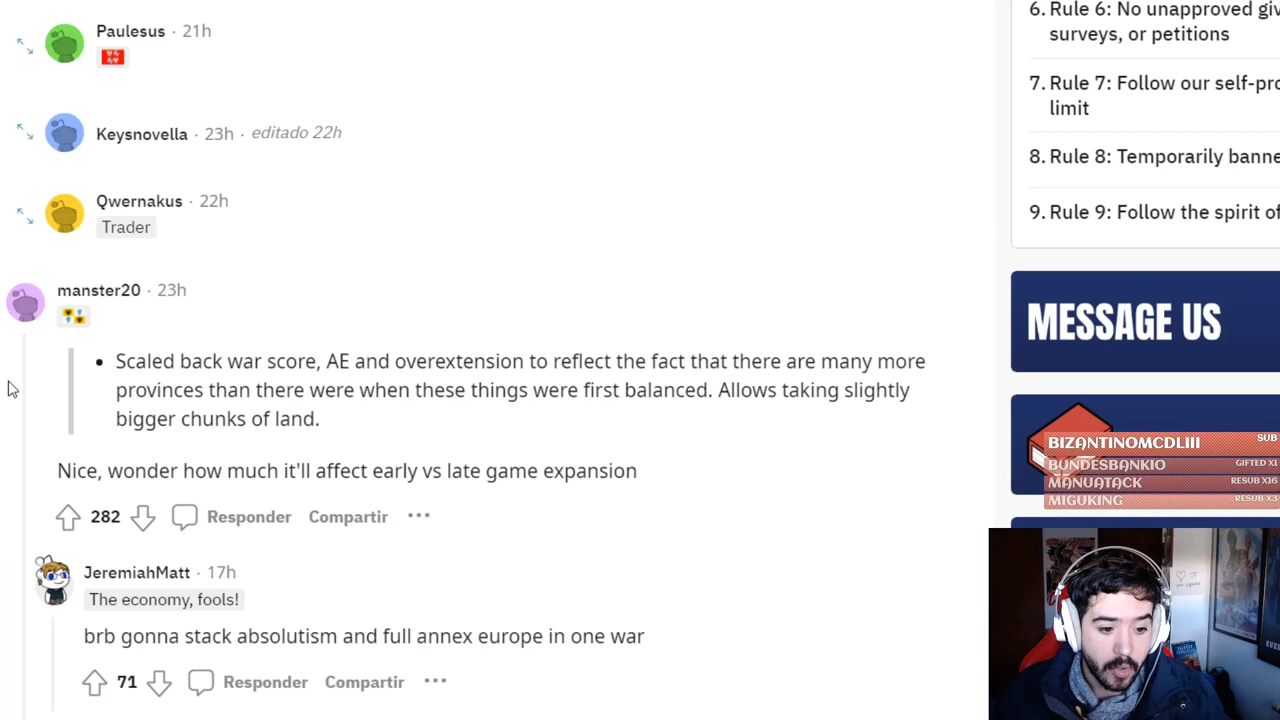 Paulesus · 21h
Keysnovella · 23h · editado 22h
Qwernakus · 22h
Trader
manster20 · 23h
• Scaled back war score, AE and overextension to reflect the fact that there are many more
provinces than there were when these things were first balanced. Allows taking slightly
bigger chunks of land.
Nice, wonder how much it'll affect early vs late game expansion
282 Responder Compartir ···
JeremiahMatt · 17h
The economy, fools!
brb gonna stack absolutism and full annex europe in one war
71 Responder Compartir ···
6. Rule 6: No unapproved giv
surveys, or petitions
7. Rule 7: Follow our self-pro
limit
8. Rule 8: Temporarily banne
9. Rule 9: Follow the spirit of
MESSAGE US
BIZANTINOMCDLIII SUB
BUNDESBANKIO GIFTED X1
MANUATACK RESUB X16
MIGUKING RESUB X3